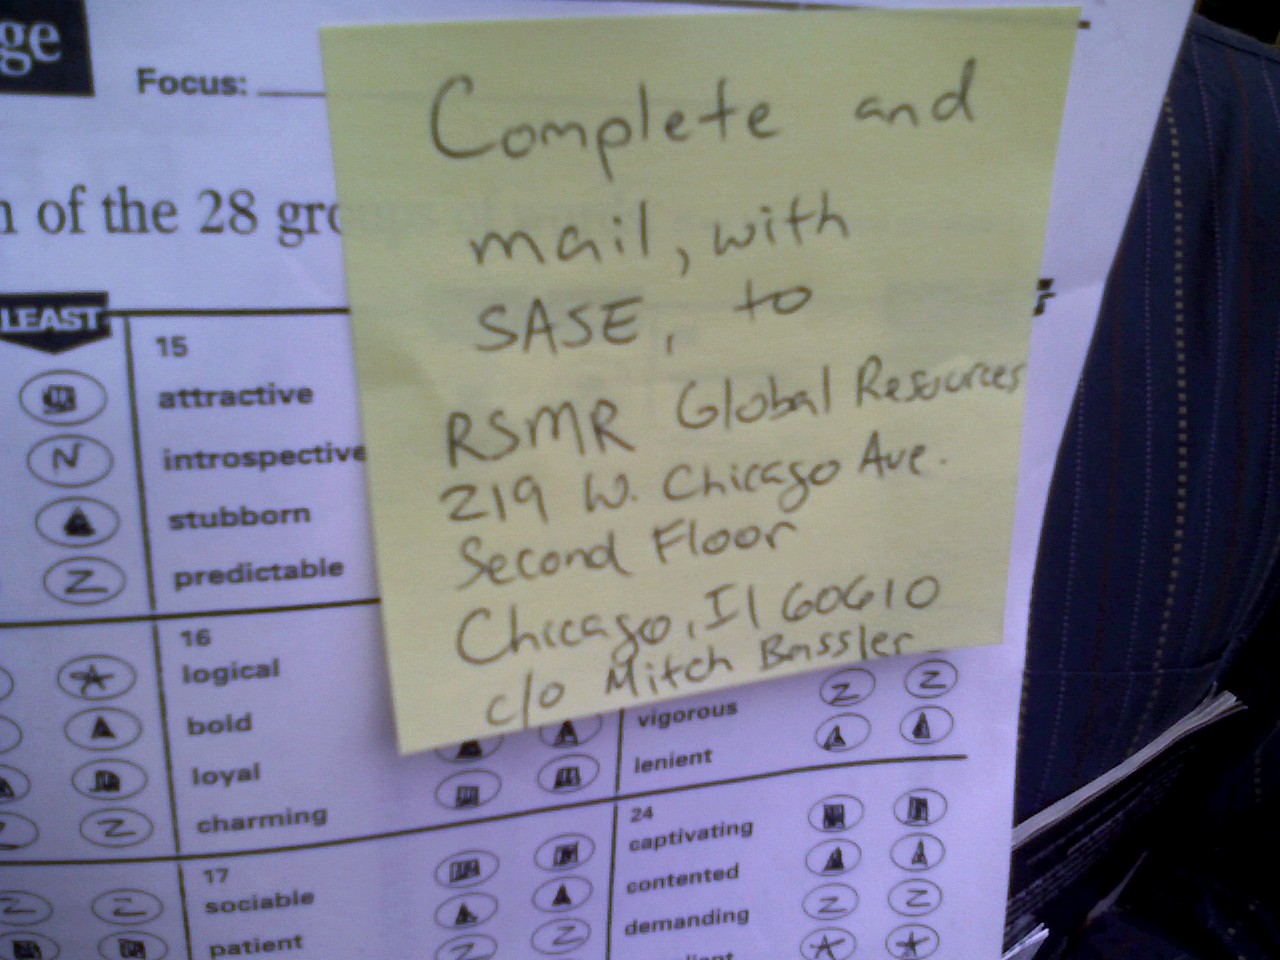 ge
Focus:
of the 28 gro
LEAST
15
attractive
introspective
stubborn
predictable
16
logical
bold
loyal
charming
17
sociable
patient
Complete and
mail, with
SASE, to
RSMR Global Resources
219 W. Chicago Ave.
Second Floor
Chicago, Il 60610
c/o Mitch Bassler
vigorous
lenient
24
captivating
contented
demanding
N
Z
Z
Z
Z
Z
Z
Z
Z
Z
Z
Z
Z